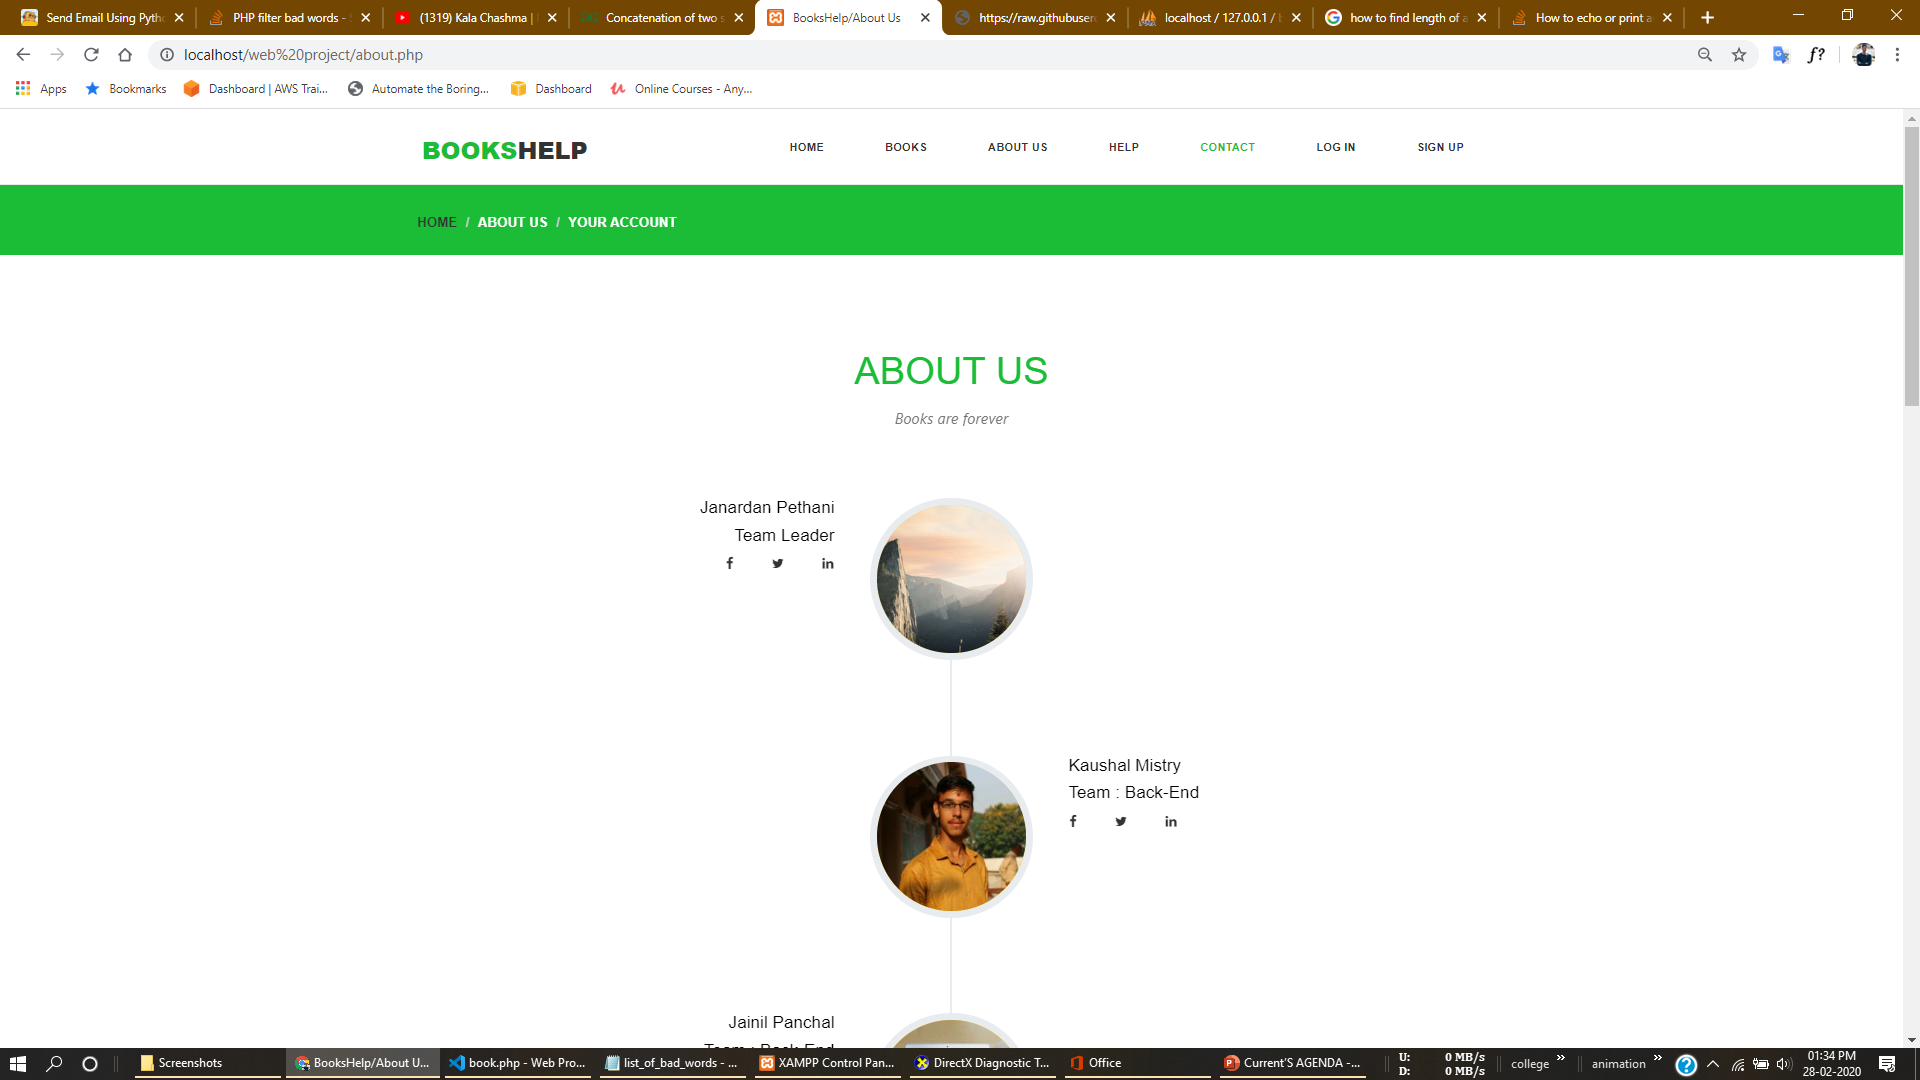 Send Email Using Pyth
PHP filter bad words -
(1319) Kala Chashma |
Concatenation of two s
BooksHelp/About Us
https://raw.githubuser
localhost / 127.0.0.1 / b
how to find length of a
How to echo or print a
localhost/web%20project/about.php
f?
Apps
Bookmarks
Dashboard | AWS Trai...
Automate the Boring...
Dashboard
Online Courses - Any...
BOOKSHELP
HOME
BOOKS
ABOUT US
HELP
CONTACT
LOG IN
SIGN UP
HOME / ABOUT US / YOUR ACCOUNT
ABOUT US
Books are forever
Janardan Pethani
Team Leader
Kaushal Mistry
Team : Back-End
Jainil Panchal
Team : Back-End
Screenshots
BooksHelp/About U...
book.php - Web Pro...
list_of_bad_words - ...
XAMPP Control Pan...
DirectX Diagnostic T...
Office
Current'S AGENDA -...
U: 0 MB/s
D: 0 MB/s
college
animation
01:34 PM
28-02-2020